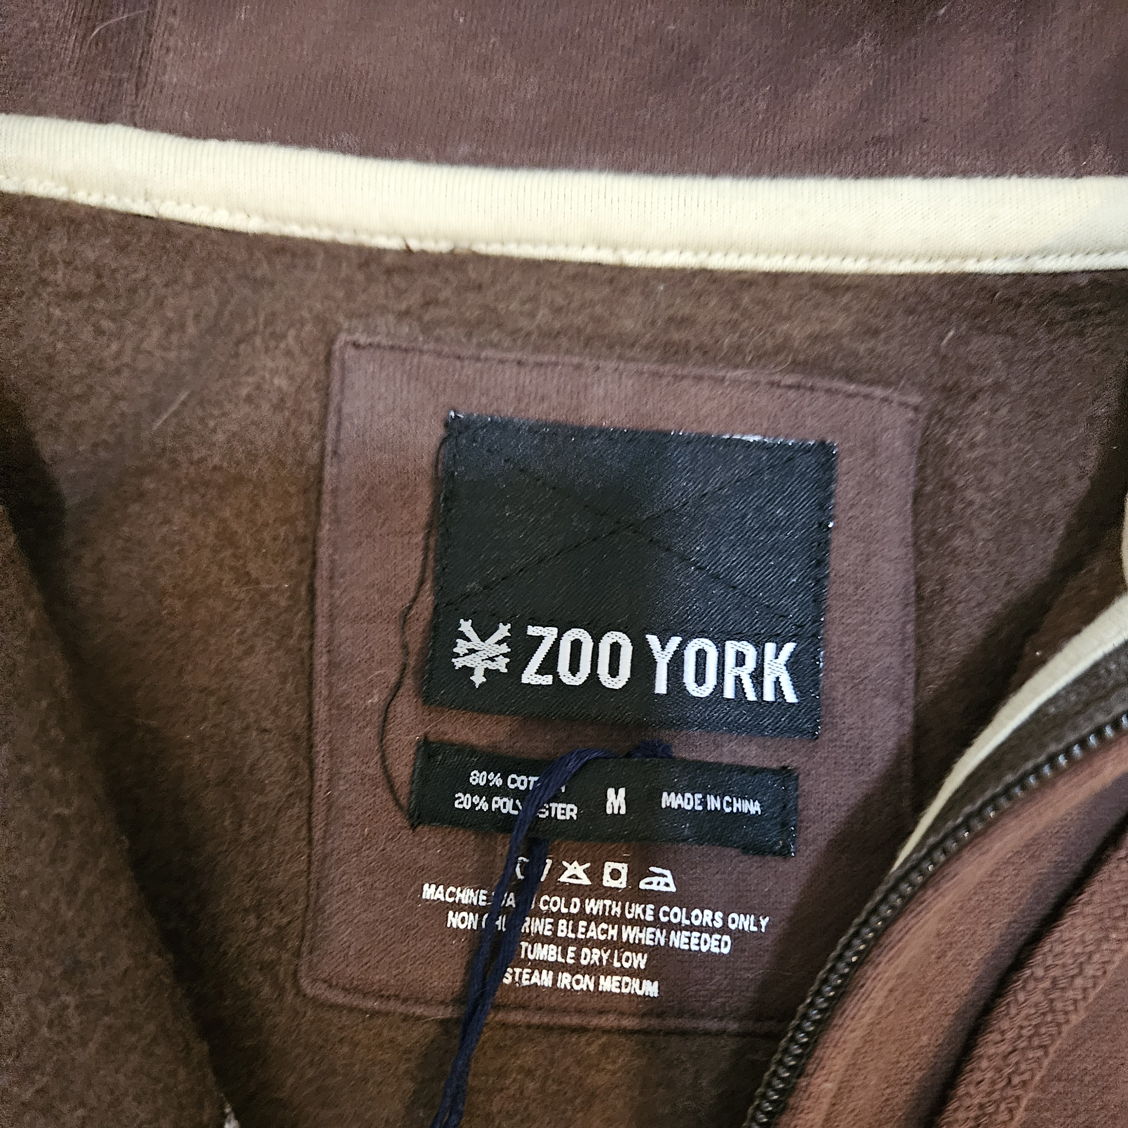 ZOO YORK
80% COT
20% POL STER
M
MADE IN CHINA
MACHINE COLD WITH LIKE COLORS ONLY
NON RINE BLEACH WHEN NEEDED
TUMBLE DRY LOW
STEAM IRON MEDIUM